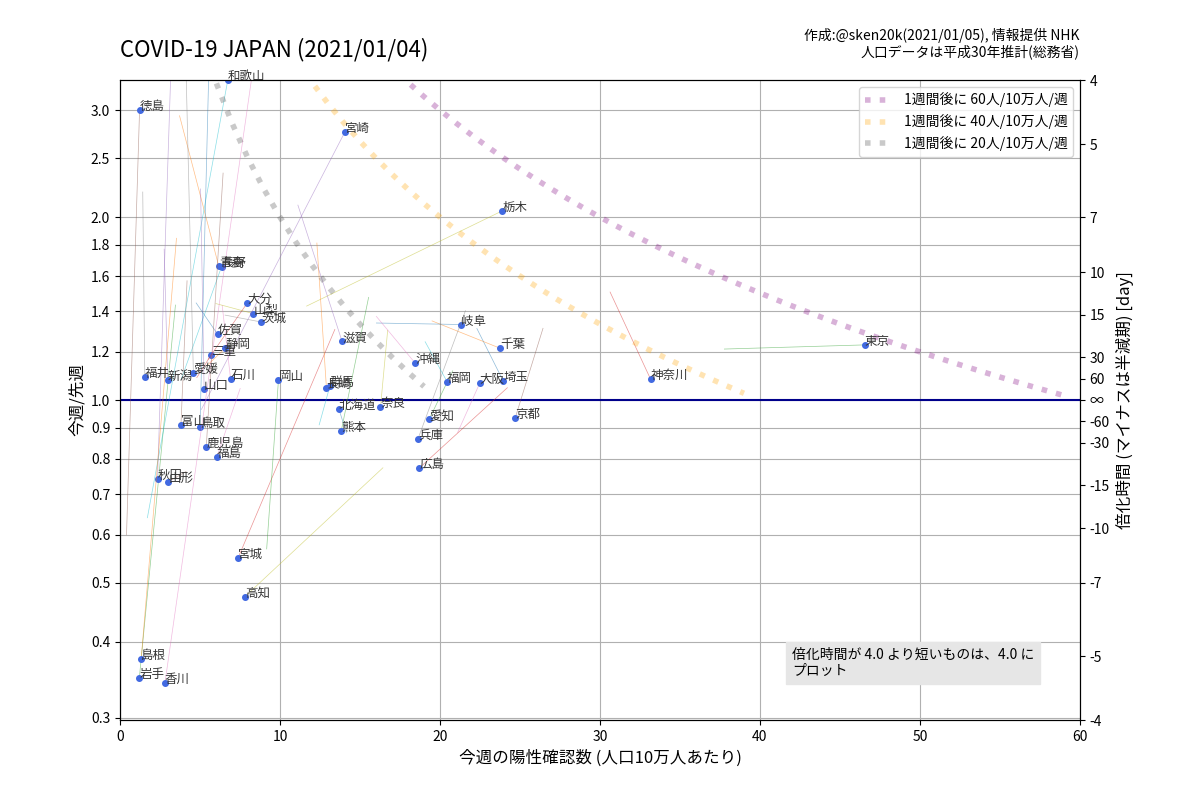 COVID-19 JAPAN (2021/01/04)
作成:@sken20k(2021/01/05), 情報提供 NHK
人口データは平成30年推計(総務省)
1週間後に 60人/10万人/週
1週間後に 40人/10万人/週
1週間後に 20人/10万人/週
和歌山
徳島
宮崎
栃木
長野
大分
山梨
茨城
佐賀
静岡
三重
滋賀
岐阜
千葉
東京
沖縄
福井
新潟
愛媛
山口
石川
岡山
群馬
福岡
大阪
埼玉
神奈川
北海道
奈良
愛知
京都
富山
鳥取
熊本
兵庫
鹿児島
福島
広島
秋田
山形
宮城
高知
島根
岩手
香川
倍化時間が 4.0 より短いものは、4.0 に
プロット
3.0
2.5
2.0
1.8
1.6
1.4
1.2
1.0
0.9
0.8
0.7
0.6
0.5
0.4
0.3
今週/先週
4
5
7
10
15
30
60
∞
-60
-30
-15
-10
-7
-5
-4
倍化時間 (マイナスは半減期) [day]
0 10 20 30 40 50 60
今週の陽性確認数 (人口10万人あたり)